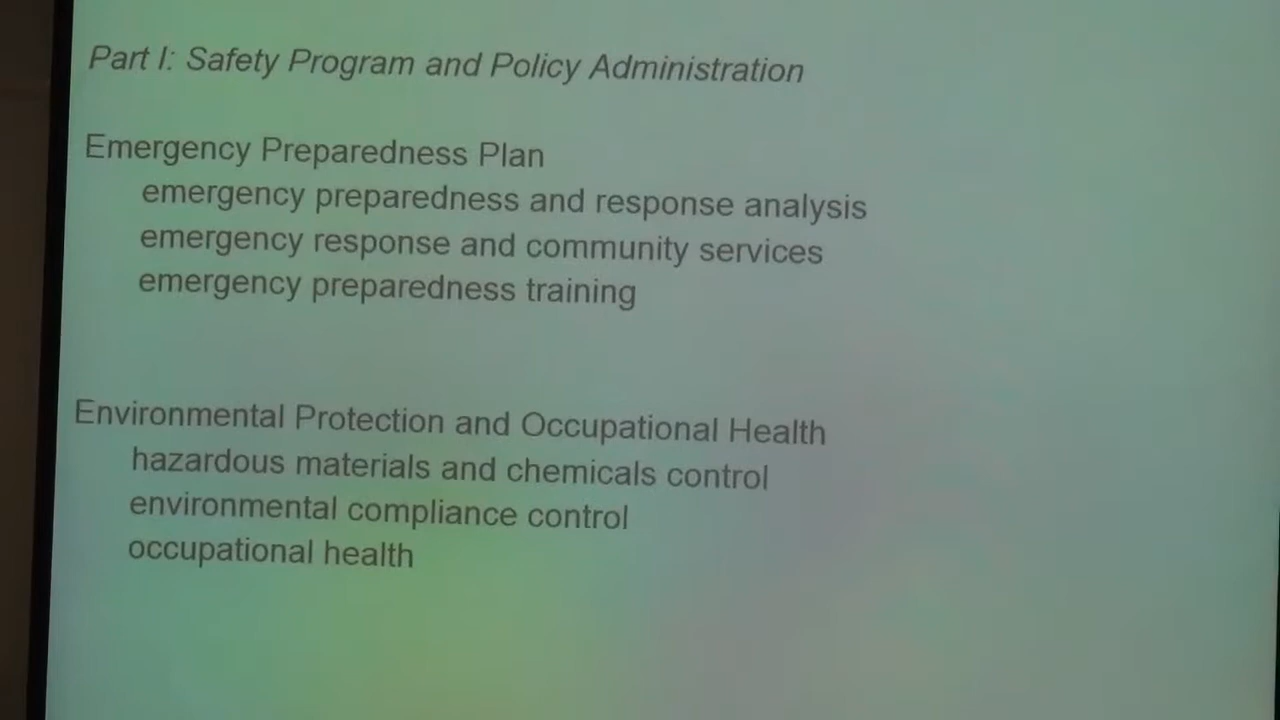 Part I: Safety Program and Policy Administration
Emergency Preparedness Plan
emergency preparedness and response analysis
emergency response and community services
emergency preparedness training
Environmental Protection and Occupational Health
hazardous materials and chemicals control
environmental compliance control
occupational health